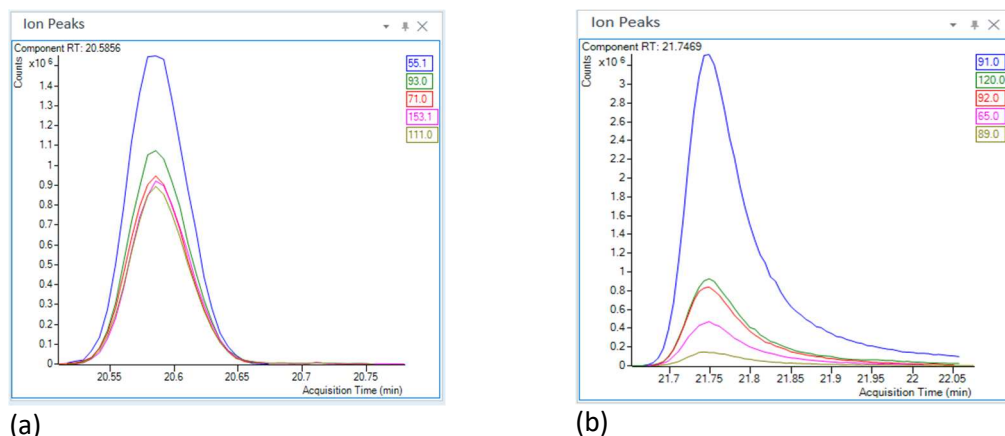 Ion Peaks
Component RT: 20.5856
x10 6
Counts
1.4
1.3
1.2
1.1
1
0.9
0.8
0.7
0.6
0.5
0.4
0.3
0.2
0.1
0
55.1
93.0
71.0
153.1
111.0
20.55 20.6 20.65 20.7 20.75
Acquisition Time (min)
(a)
Ion Peaks
Component RT: 21.7469
x10 6
Counts
3
2.8
2.6
2.4
2.2
2
1.8
1.6
1.4
1.2
1
0.8
0.6
0.4
0.2
0
91.0
120.0
92.0
65.0
89.0
21.7 21.75 21.8 21.85 21.9 21.95 22 22.05
Acquisition Time (min)
(b)